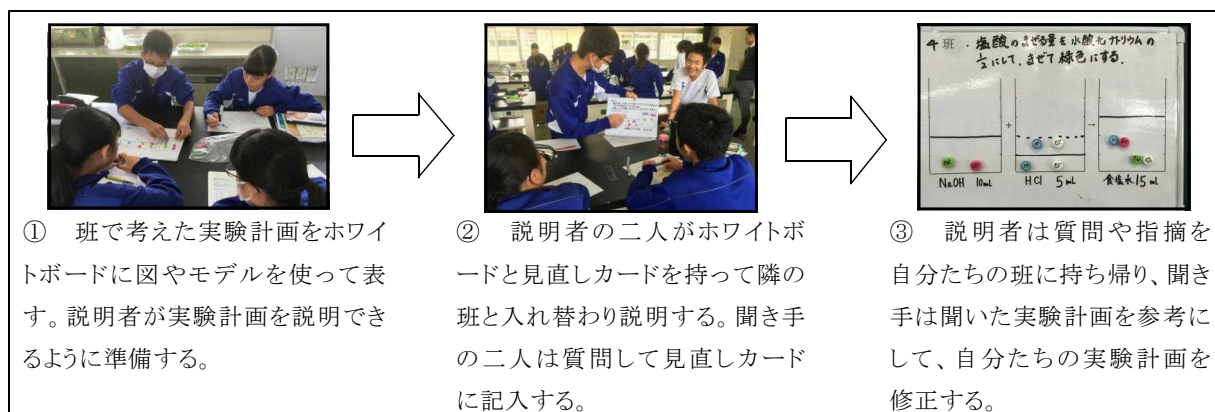 4班 ・塩酸のまぜる量を水酸化ナトリウムの
1/2にして、まぜて緑色にする。
+
NaOH 10mL HCl 5mL 食塩水15mL
① 班で考えた実験計画をホワイ
トボードに図やモデルを使って表
す。説明者が実験計画を説明でき
るように準備する。
② 説明者の二人がホワイトボ
ードと見直しカードを持って隣の
班と入れ替わり説明する。聞き手
の二人は質問して見直しカード
に記入する。
③ 説明者は質問や指摘を
自分たちの班に持ち帰り、聞き
手は聞いた実験計画を参考に
して、自分たちの実験計画を
修正する。